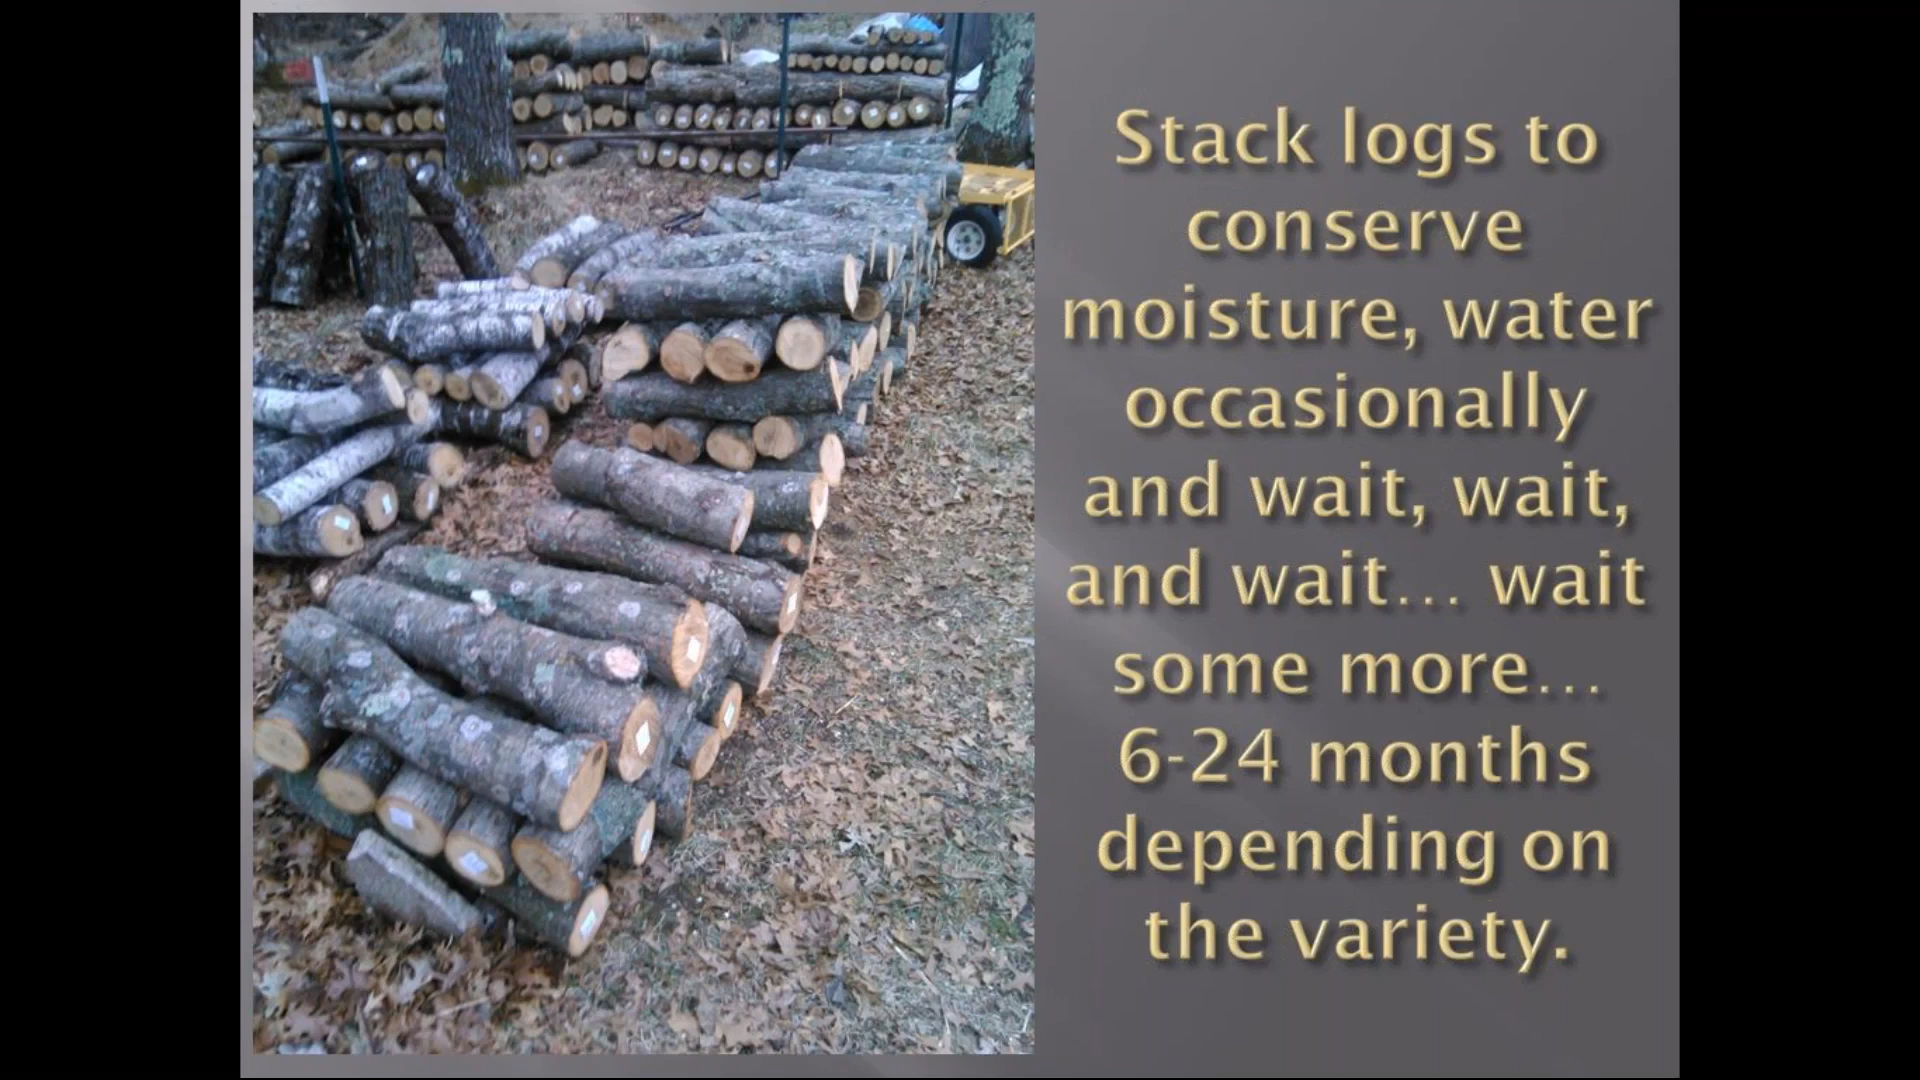 Stack logs to
conserve
moisture, water
occasionally
and wait, wait,
and wait... wait
some more...
6-24 months
depending on
the variety.